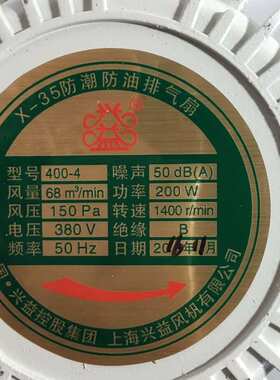 X-35防潮防油排气扇
型号 400-4 噪声 50 dB(A)
风量 68 m³/min 功率 200 W
风压 150 Pa 转速 1400 r/min
电压 380 V 绝缘 B
频率 50 Hz 日期
国·兴益控股集团 上海兴益风机有限公司